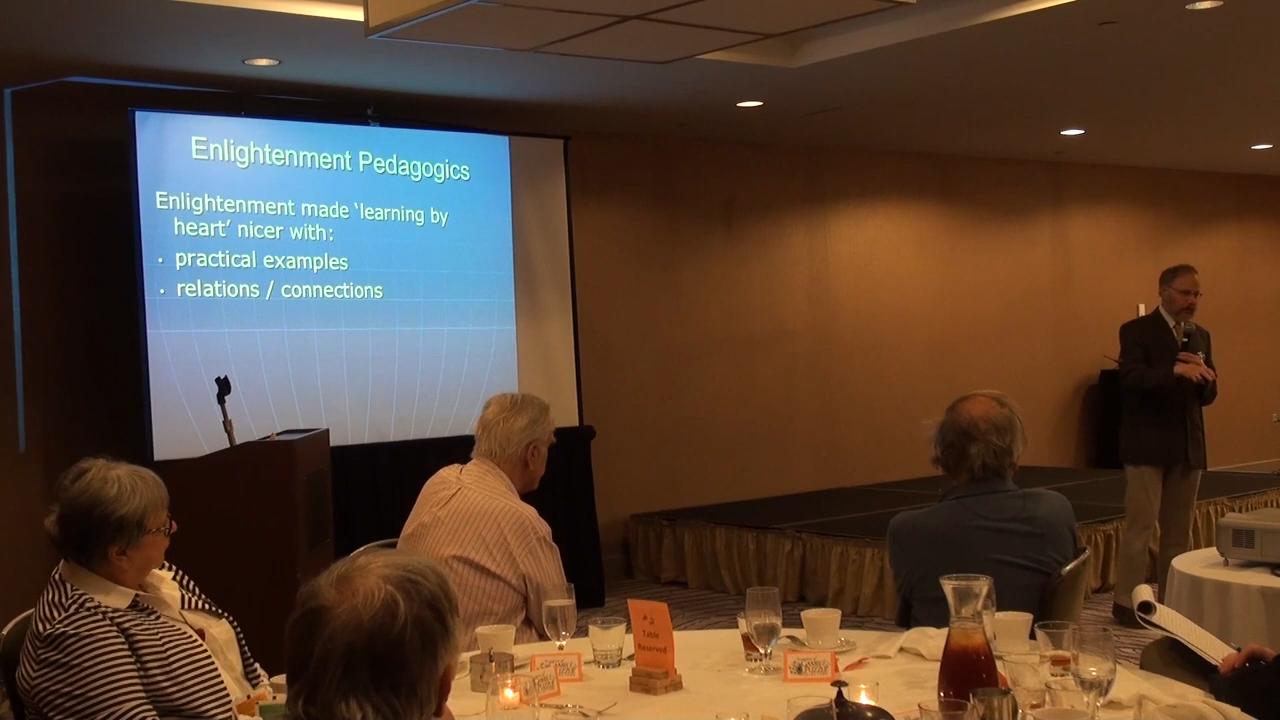 Enlightenment Pedagogics
Enlightenment made ‘learning by
heart’ nicer with:
• practical examples
• relations / connections
Table
Reserved